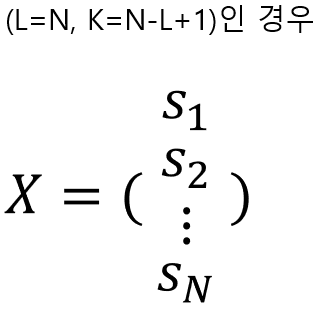 (L=N, K=N-L+1)인 경우
s₁
s₂
X = ( ⋮ )
s_N